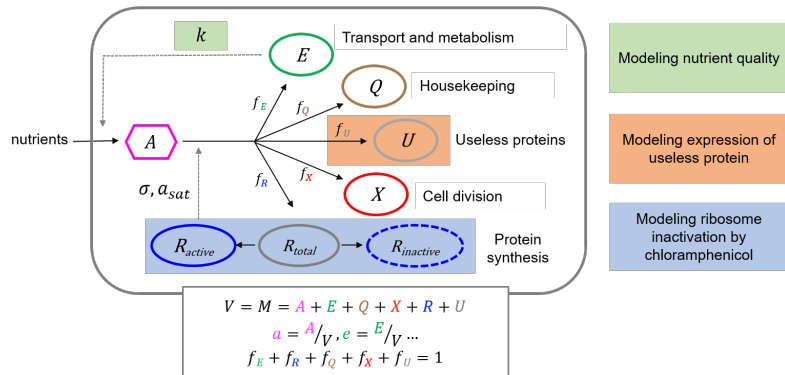 k
E
Transport and metabolism
Q
Housekeeping
f_E
f_Q
nutrients
A
f_U
U
Useless proteins
f_R
f_X
X
Cell division
σ, a_sat
R_active
R_total
R_inactive
Protein
synthesis
V = M = A + E + Q + X + R + U
a = A/V, e = E/V ...
f_E + f_R + f_Q + f_X + f_U = 1
Modeling nutrient quality
Modeling expression of
useless protein
Modeling ribosome
inactivation by
chloramphenicol